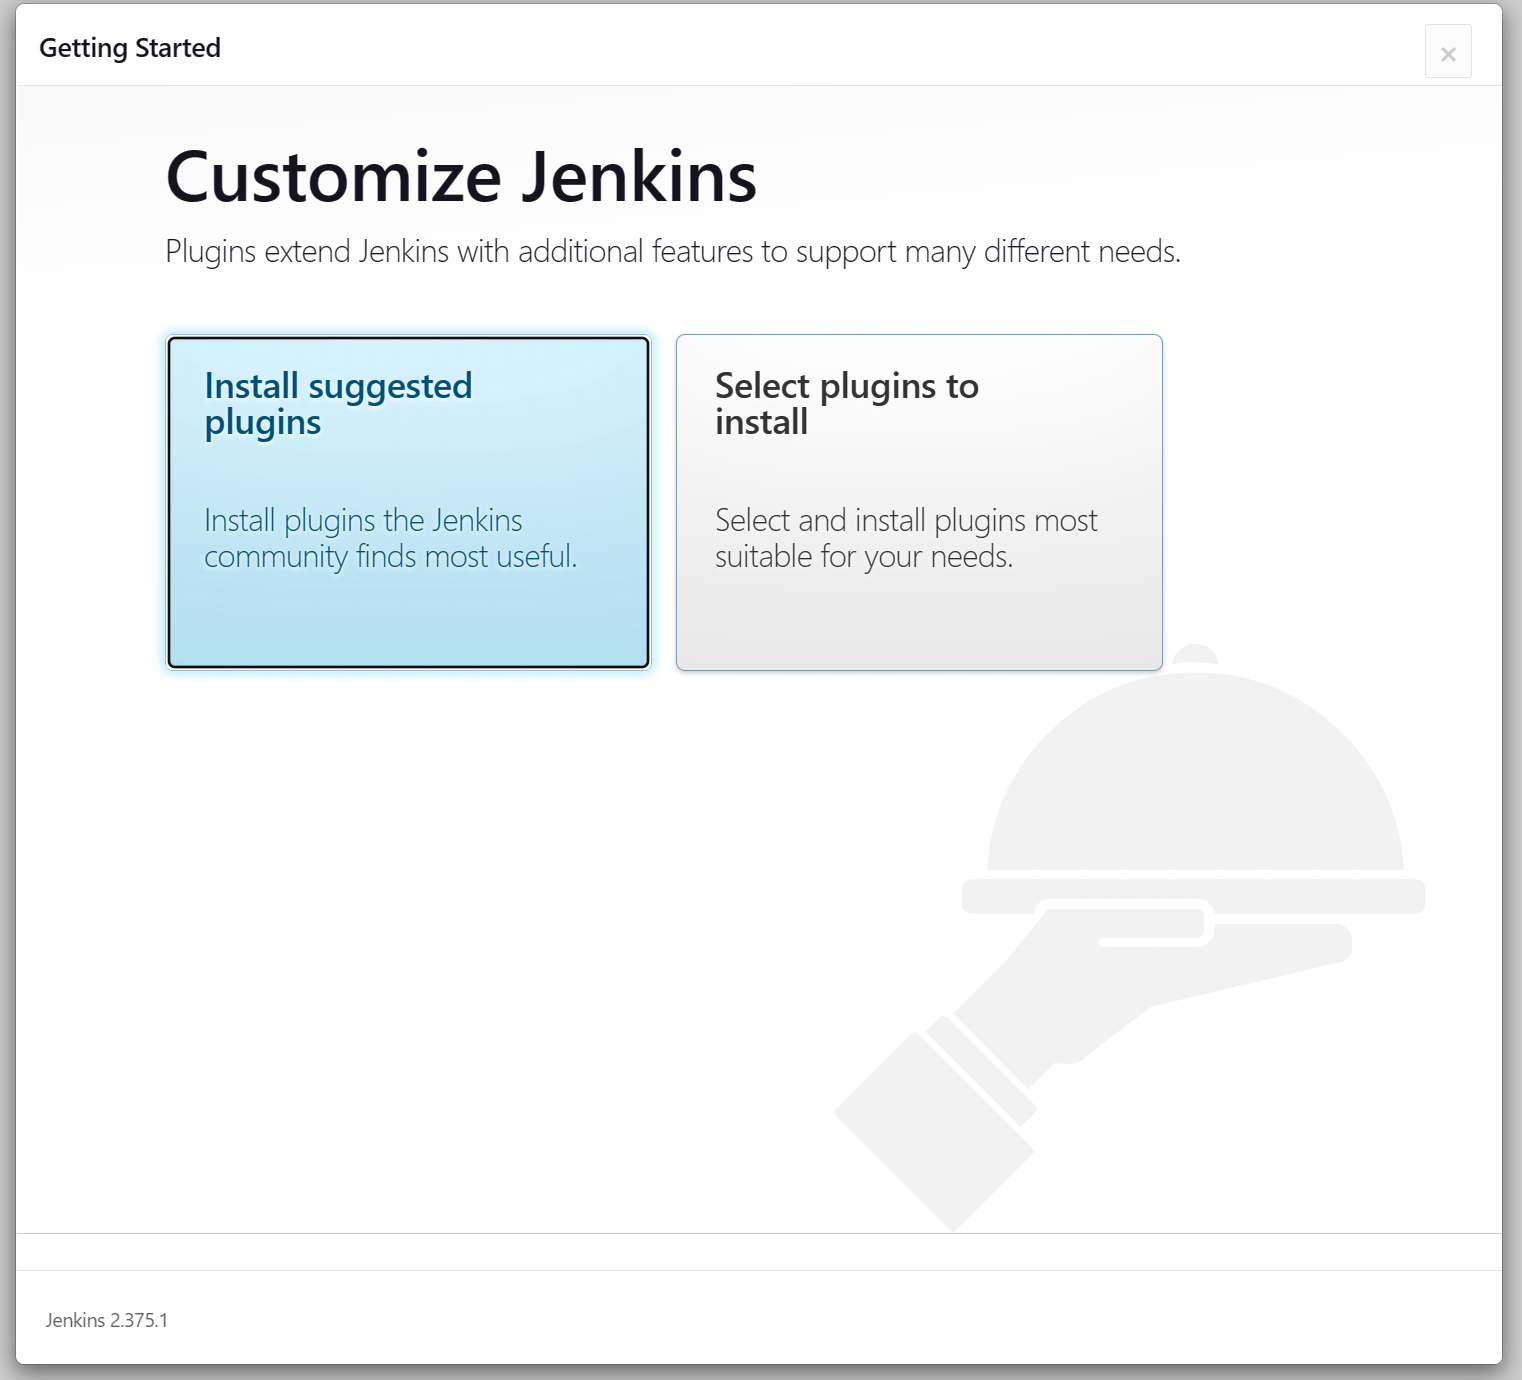 Getting Started
×
Customize Jenkins
Plugins extend Jenkins with additional features to support many different needs.
Install suggested
plugins
Install plugins the Jenkins
community finds most useful.
Select plugins to
install
Select and install plugins most
suitable for your needs.
Jenkins 2.375.1